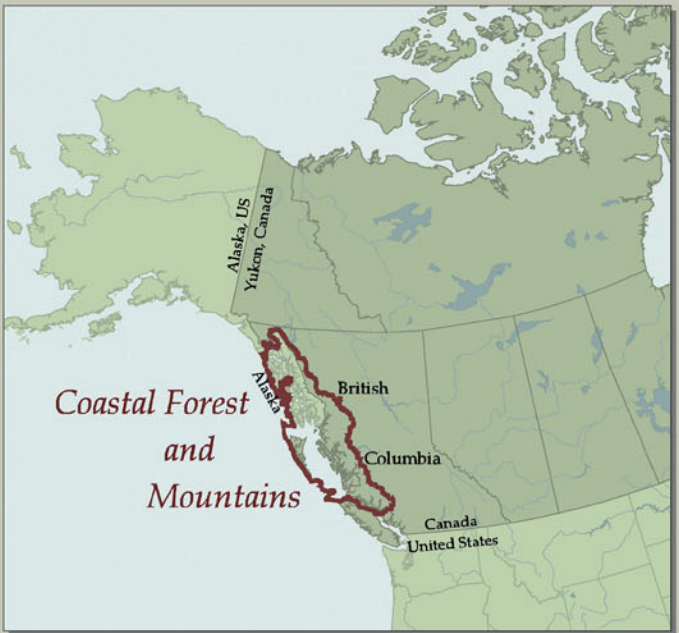 Alaska, US
Yukon, Canada
Alaska
British
Columbia
Coastal Forest
and
Mountains
Canada
United States